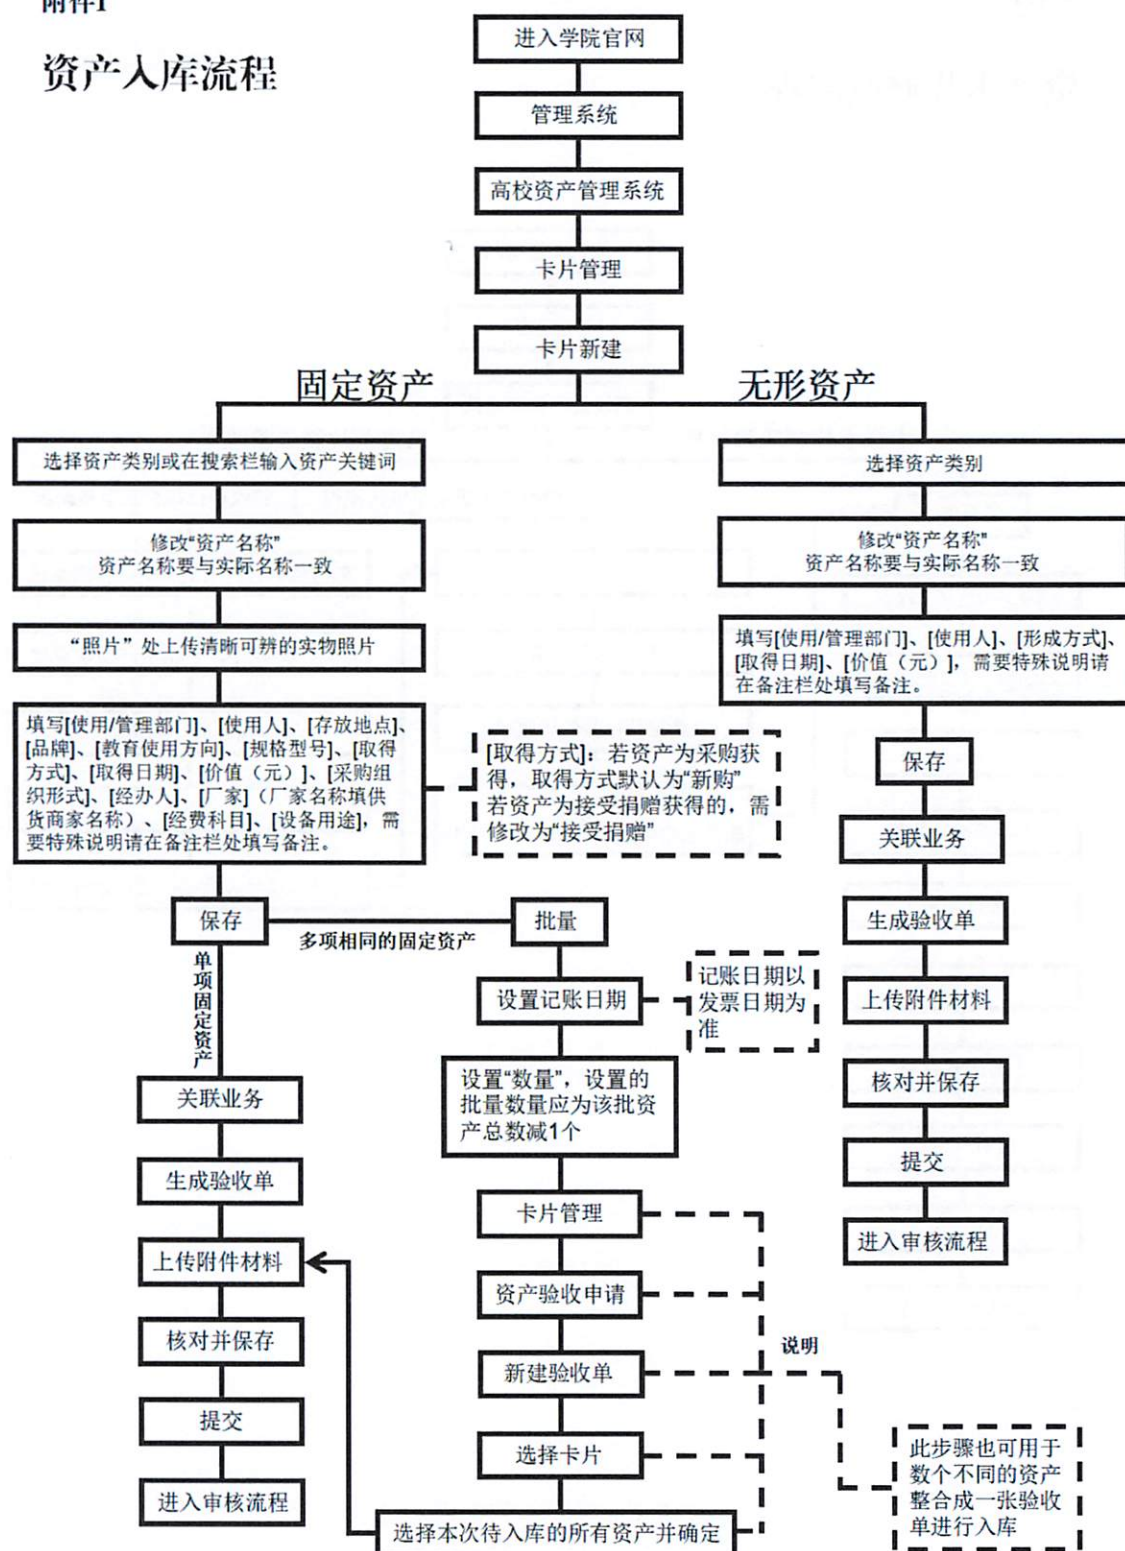 附件1
资产入库流程
进入学院官网
管理系统
高校资产管理系统
卡片管理
卡片新建
固定资产
无形资产
选择资产类别或在搜索栏输入资产关键词
修改“资产名称”
资产名称要与实际名称一致
“照片”处上传清晰可辨的实物照片
填写[使用/管理部门]、[使用人]、[存放地点]、
[品牌]、[教育使用方向]、[规格型号]、[取得
方式]、[取得日期]、[价值（元）]、[采购组
织形式]、[经办人]、[厂家]（厂家名称填供
货商家名称）、[经费科目]、[设备用途]，需
要特殊说明请在备注栏处填写备注。
[取得方式]：若资产为采购获
得，取得方式默认为“新购”
若资产为接受捐赠获得的，需
修改为“接受捐赠”
保存
多项相同的固定资产
批量
单项固定资产
关联业务
生成验收单
上传附件材料
核对并保存
提交
进入审核流程
设置记账日期
记账日期以
发票日期为
准
设置“数量”，设置的
批量数量应为该批资
产总数减1个
卡片管理
资产验收申请
新建验收单
选择卡片
选择本次待入库的所有资产并确定
说明
此步骤也可用于
数个不同的资产
整合成一张验收
单进行入库
选择资产类别
修改“资产名称”
资产名称要与实际名称一致
填写[使用/管理部门]、[使用人]、[形成方式]、
[取得日期]、[价值（元）]，需要特殊说明请
在备注栏处填写备注。
保存
关联业务
生成验收单
上传附件材料
核对并保存
提交
进入审核流程